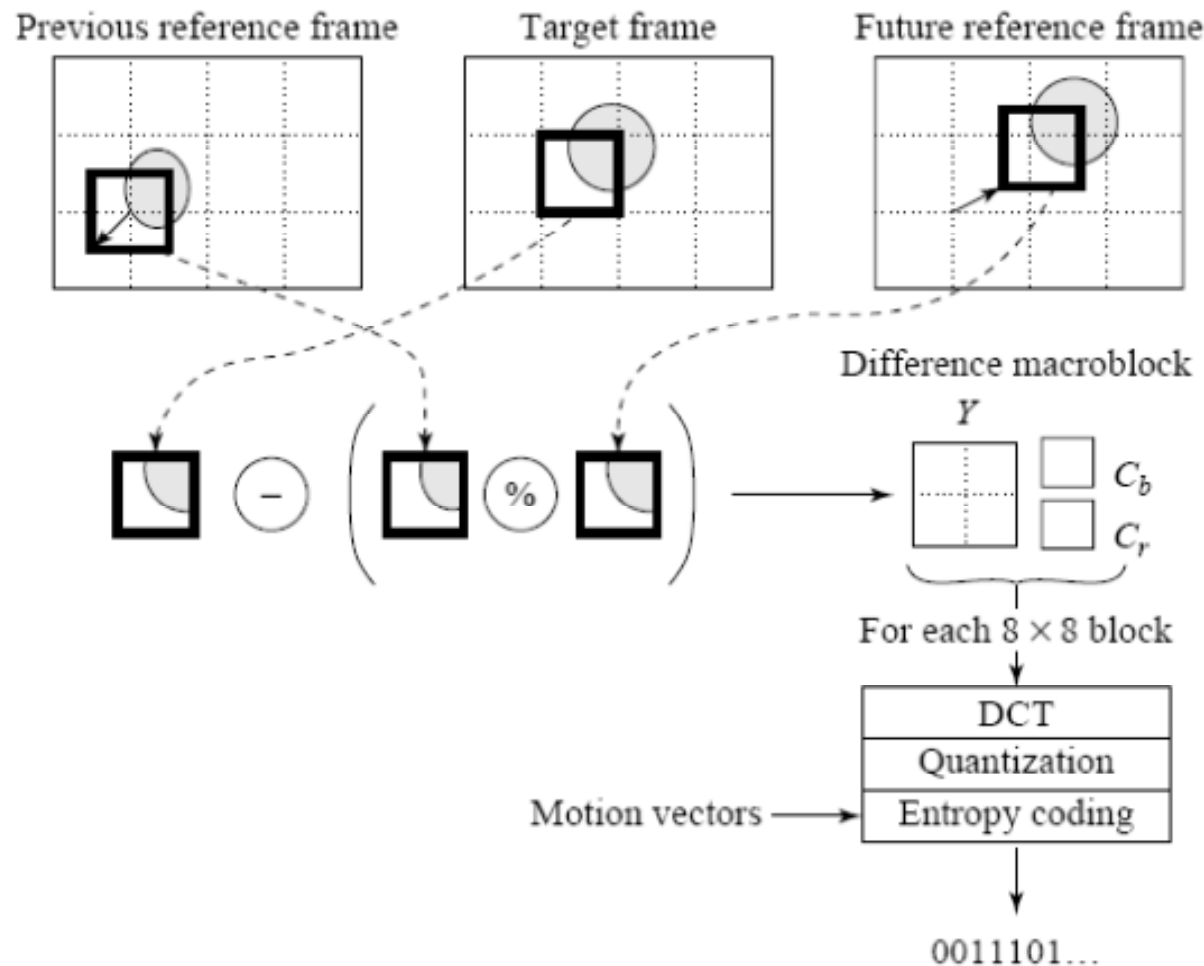 Previous reference frame
Target frame
Future reference frame
Difference macroblock
Y
−
%
C_b
C_r
For each 8 × 8 block
DCT
Quantization
Motion vectors
Entropy coding
0011101…